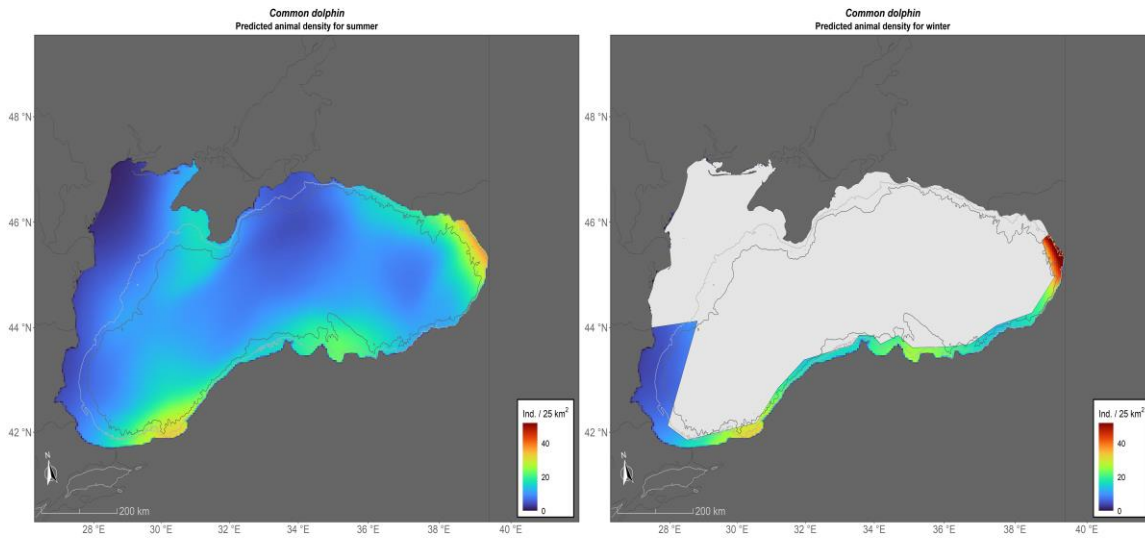 Common dolphin
Predicted animal density for summer
48 °N
46 °N
44 °N
42 °N
28 °E
30 °E
32 °E
34 °E
36 °E
38 °E
40 °E
N
200 km
Ind. / 25 km²
40
20
0
Common dolphin
Predicted animal density for winter
48 °N
46 °N
44 °N
42 °N
28 °E
30 °E
32 °E
34 °E
36 °E
38 °E
40 °E
N
200 km
Ind. / 25 km²
40
20
0